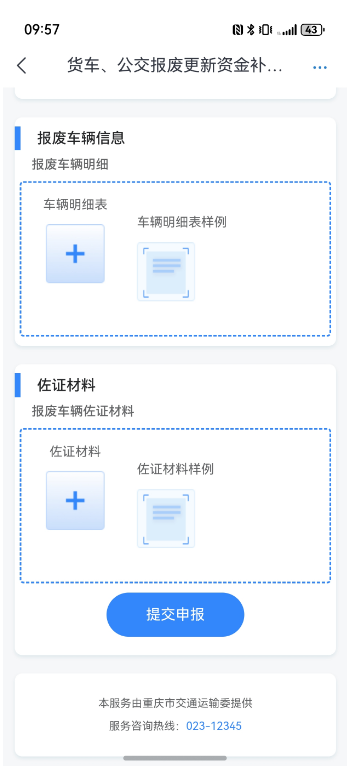 09:57
43
货车、公交报废更新资金补...
报废车辆信息
报废车辆明细
车辆明细表
车辆明细表样例
佐证材料
报废车辆佐证材料
佐证材料
佐证材料样例
提交申报
本服务由重庆市交通运输委提供
服务咨询热线：023-12345